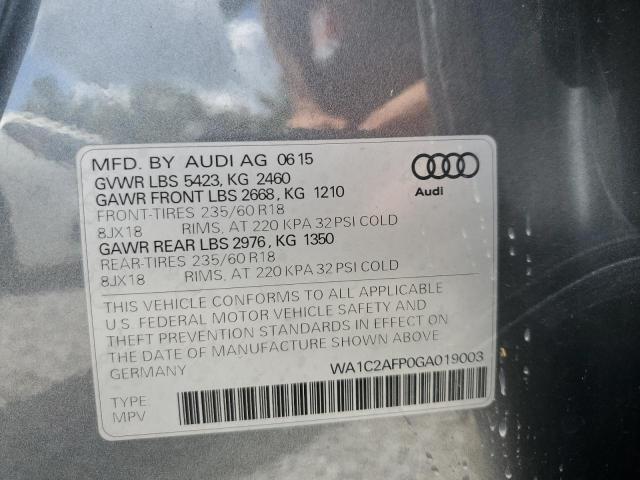 MFD. BY AUDI AG 0615
GVWR LBS 5423, KG 2460
GAWR FRONT LBS 2668, KG 1210
FRONT-TIRES 235/60 R18
8JX18 RIMS, AT 220 KPA 32 PSI COLD
GAWR REAR LBS 2976, KG 1350
REAR-TIRES 235/60 R18
8JX18 RIMS, AT 220 KPA 32 PSI COLD
Audi
THIS VEHICLE CONFORMS TO ALL APPLICABLE
U.S. FEDERAL MOTOR VEHICLE SAFETY AND
THEFT PREVENTION STANDARDS IN EFFECT ON
THE DATE OF MANUFACTURE SHOWN ABOVE.
GERMANY
WA1C2AFP0GA019003
TYPE:
MPV